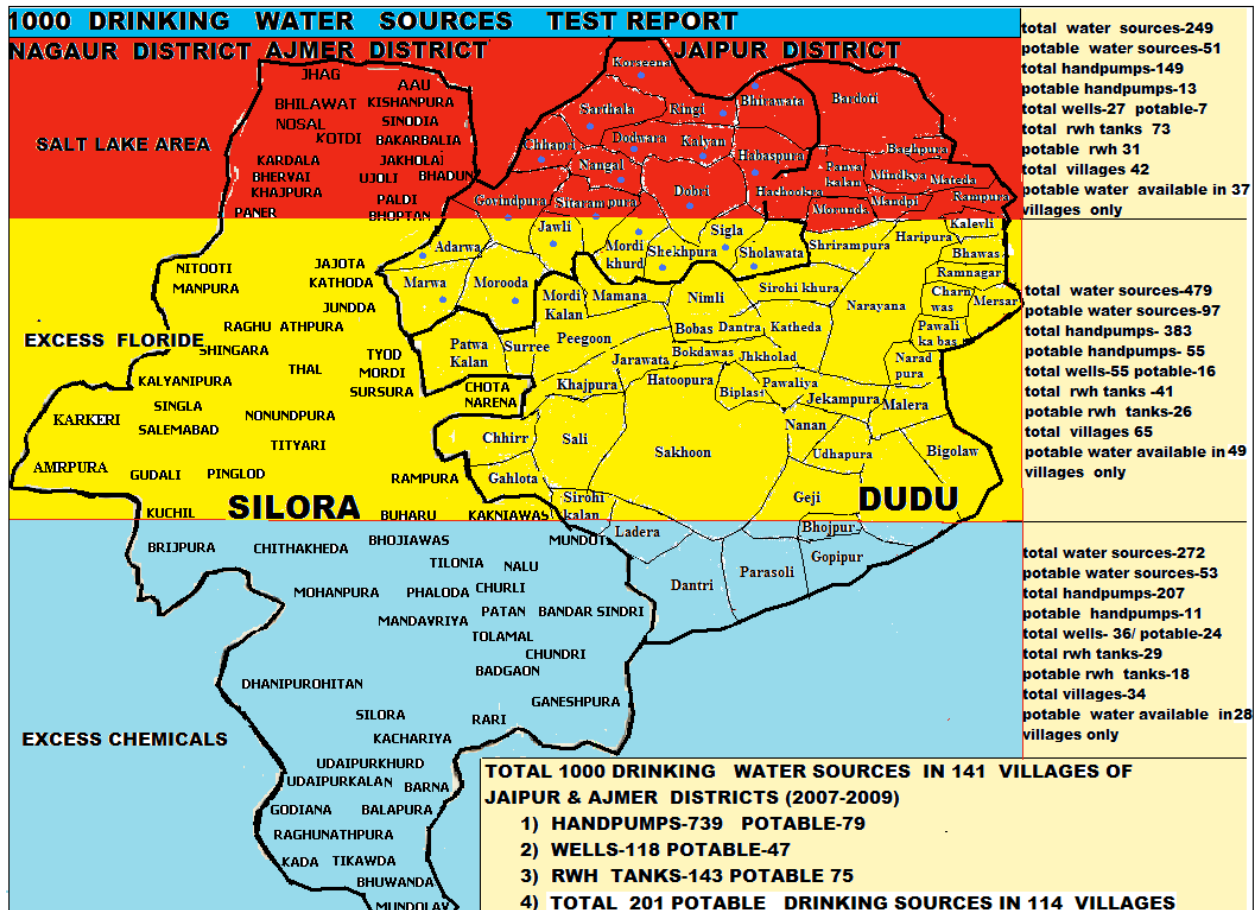 1000 DRINKING WATER SOURCES TEST REPORT
NAGAUR DISTRICT AJMER DISTRICT JAIPUR DISTRICT
SALT LAKE AREA
JHAG
AAU
BHILAWAT KISHANPURA
NOSAL SINODIA
KOTDI BAKARBALIA
KARDALA JAKHOLAI
BHERVAI UJOLI BHADUN
KHAJPURA PALDI
PANER BHOPTAN
Korseena
Sarthala Ringi Bhirawata Bardoti
Chhapri Dodwara Kalyan
Nangal Habaspura Baghpura
Dobri Hachookra
Pansa kalan Mindkya Niateda
Govindpura Sitarampura Morunda Mandpi Rampura
EXCESS FLORIDE
NITOOTI JAJOTA
MANPURA KATHODA
JUNDDA
RAGHU ATHPURA
SHINGARA TYOD
THAL MORDI
KALYANIPURA SURSURA
SINGLA
KARKERI NONUNDPURA
SALEMABAD
TITYARI
AMRPURA
GUDALI PINGLOD RAMPURA
SILORA
KUCHIL BUHARU KAKNIAWAS
Adarwa Jawli Mordi khurd Shekhpura Sigla Sholawata Shrirampura Haripura Kalevli
Bhawas
Ramnagar
Marwa Morooda Mordi Kalan Mamana Nimli Sirohi khura Narayana Charn was Mersar
Pawali ka bas
Patwa Kalan Surree Peegoon Bobas Dantra Katheda
Jarawata Bokdawas Jhkholad Narad pura
CHOTA NARENA Khajpura Hatoopura Biplast Pawaliya
Jekampura Malera
Chhirr Sali Sakhoon Nanan
Udhapura Bigolaw
Gahlota
Sirohi kalan Geji DUDU
Ladera Bhojpur
Gopipur
Dantri Parasoli
EXCESS CHEMICALS
BRIJPURA CHITHAKHEDA BHOJIAWAS MUNDOTI
TILONIA NALU
MOHANPURA PHALODA CHURLI
PATAN BANDAR SINDRI
MANDAVRIYA
TOLAMAL
CHUNDRI
BADGAON
DHANIPUROHITAN
GANESHPURA
SILORA RARI
KACHARIYA
UDAIPURKHURD
UDAIPURKALAN BARNA
GODIANA BALAPURA
RAGHUNATHPURA
KADA TIKAWDA
BHUWANDA
MUNDOLAV
total water sources-249
potable water sources-51
total handpumps-149
potable handpumps-13
total wells-27 potable-7
total rwh tanks 73
potable rwh 31
total villages 42
potable water available in 37
villages only
total water sources-479
potable water sources-97
total handpumps- 383
potable handpumps- 55
total wells-55 potable-16
total rwh tanks -41
potable rwh tanks-26
total villages 65
potable water available in 49
villages only
total water sources-272
potable water sources-53
total handpumps-207
potable handpumps-11
total wells- 36/ potable-24
total rwh tanks-29
potable rwh tanks-18
total villages-34
potable water available in 28
villages only
TOTAL 1000 DRINKING WATER SOURCES IN 141 VILLAGES OF
JAIPUR & AJMER DISTRICTS (2007-2009)
1) HANDPUMPS-739 POTABLE-79
2) WELLS-118 POTABLE-47
3) RWH TANKS-143 POTABLE 75
4) TOTAL 201 POTABLE DRINKING SOURCES IN 114 VILLAGES